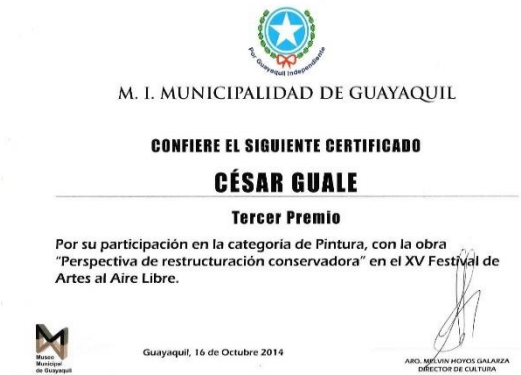 Por Guayaquil Independiente
M. I. MUNICIPALIDAD DE GUAYAQUIL
CONFIERE EL SIGUIENTE CERTIFICADO
CÉSAR GUALE
Tercer Premio
Por su participación en la categoría de Pintura, con la obra
"Perspectiva de restructuración conservadora" en el XV Festival de
Artes al Aire Libre.
Museo
Municipal
de Guayaquil
Guayaquil, 16 de Octubre 2014
ARQ. MELVIN HOYOS GALARZA
DIRECTOR DE CULTURA